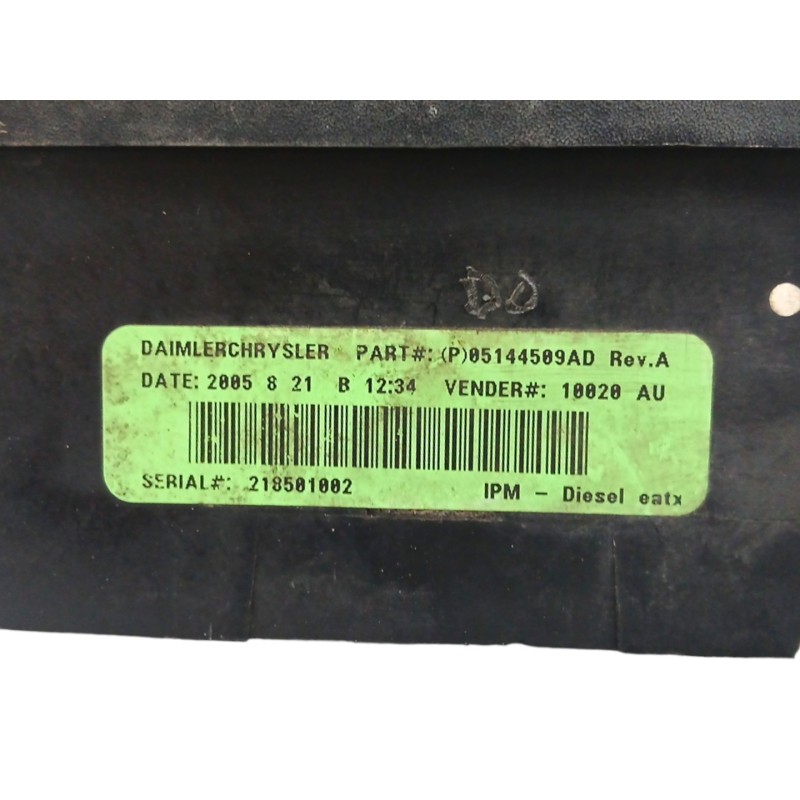 DAIMLERCHRYSLER PART#: (P)05144509AD Rev.A
DATE: 2005 8 21 B 12:34 VENDER#: 10020 AU
SERIAL#: 218501002 IPM - Diesel eatx